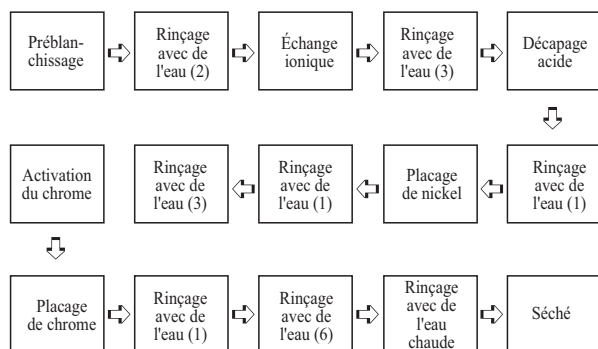 Préblan-
chissage
Rinçage
avec de
l'eau (2)
Échange
ionique
Rinçage
avec de
l'eau (3)
Décapage
acide
Rinçage
avec de
l'eau (1)
Placage
de nickel
Rinçage
avec de
l'eau (1)
Rinçage
avec de
l'eau (3)
Activation
du chrome
Placage
de chrome
Rinçage
avec de
l'eau (1)
Rinçage
avec de
l'eau (6)
Rinçage
avec de
l'eau
chaude
Séché